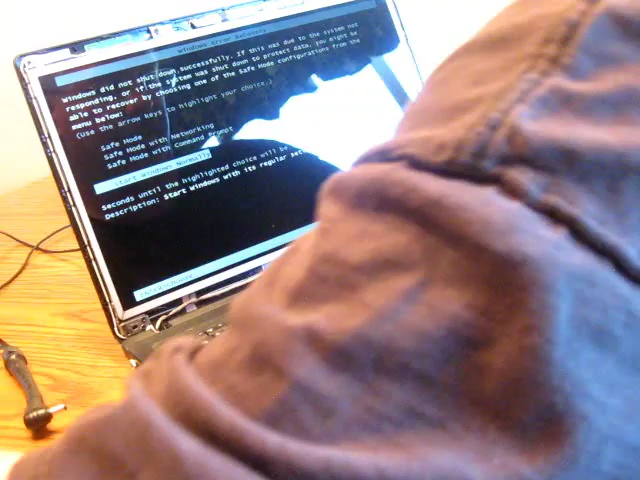 Windows Error Recovery
Windows did not shut down successfully. If this was due to the system not
responding, or if the system was shut down to protect data, you might be
able to recover by choosing one of the Safe Mode configurations from the
menu below:
(Use the arrow keys to highlight your choice.)
Safe Mode
Safe Mode with Networking
Safe Mode with Command Prompt
Start Windows Normally
Seconds until the highlighted choice will be
Description: Start Windows with its regular set
ENTER=Choose